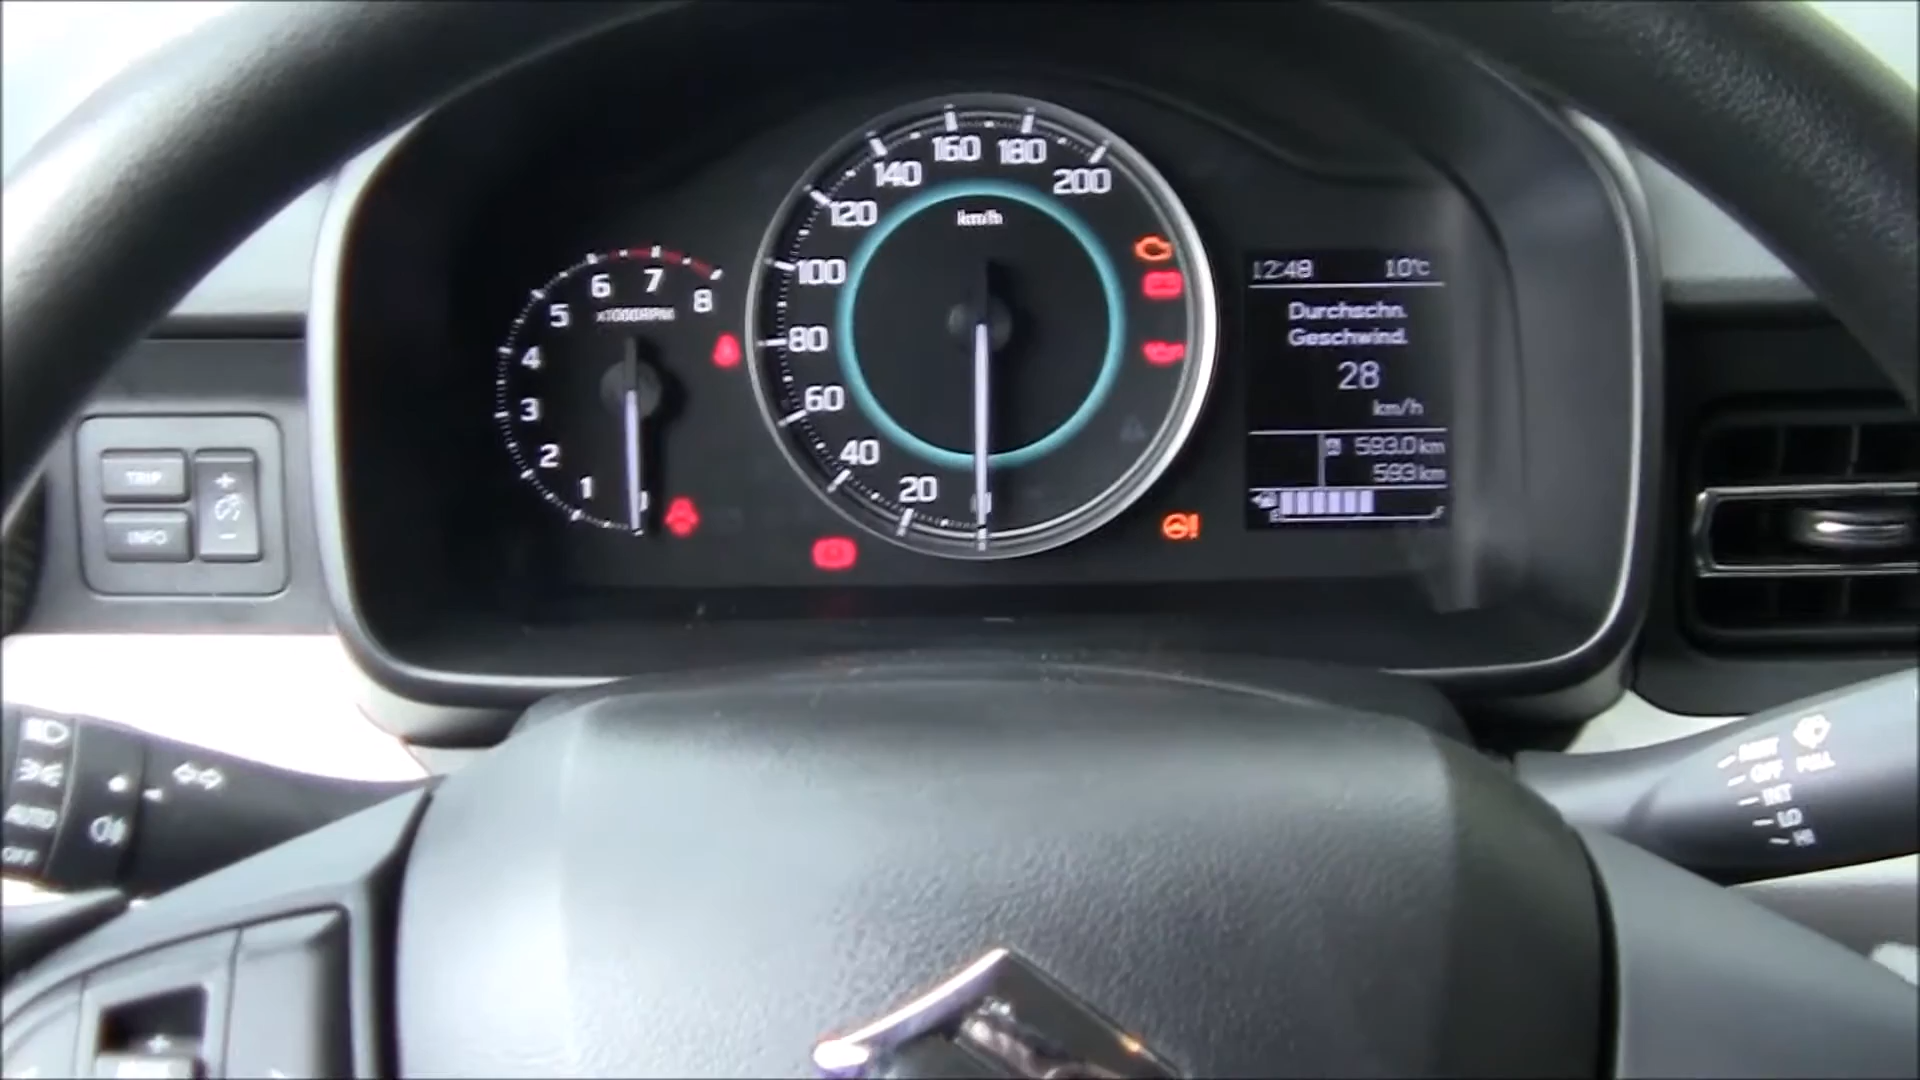 160 180
140 200
120
km/h
100
80
60
40
20
7
6 8
5
x1000RPM
4
3
2
1
12:48 10°C
Durchschn.
Geschwind.
28
km/h
593.0 km
593 km
E F
TRIP
INFO
+
-
AUTO
OFF
OFF PULL
INT
LO
HI